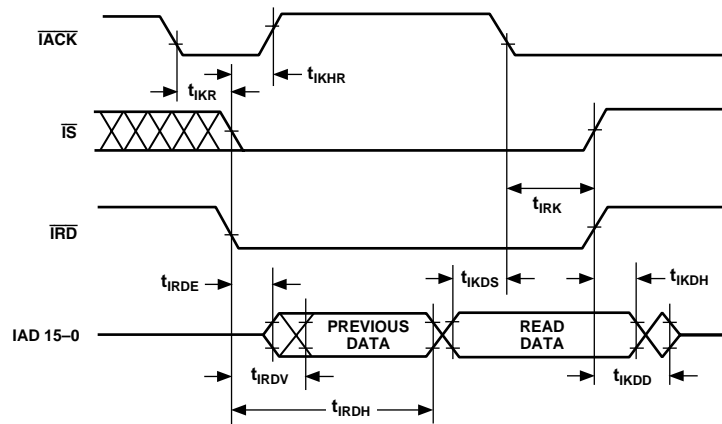 IACK
tIKR
tIKHR
IS
tIRK
IRD
tIRDE
tIKDS
tIKDH
IAD 15–0
PREVIOUS DATA
READ DATA
tIRDV
tIKDD
tIRDH